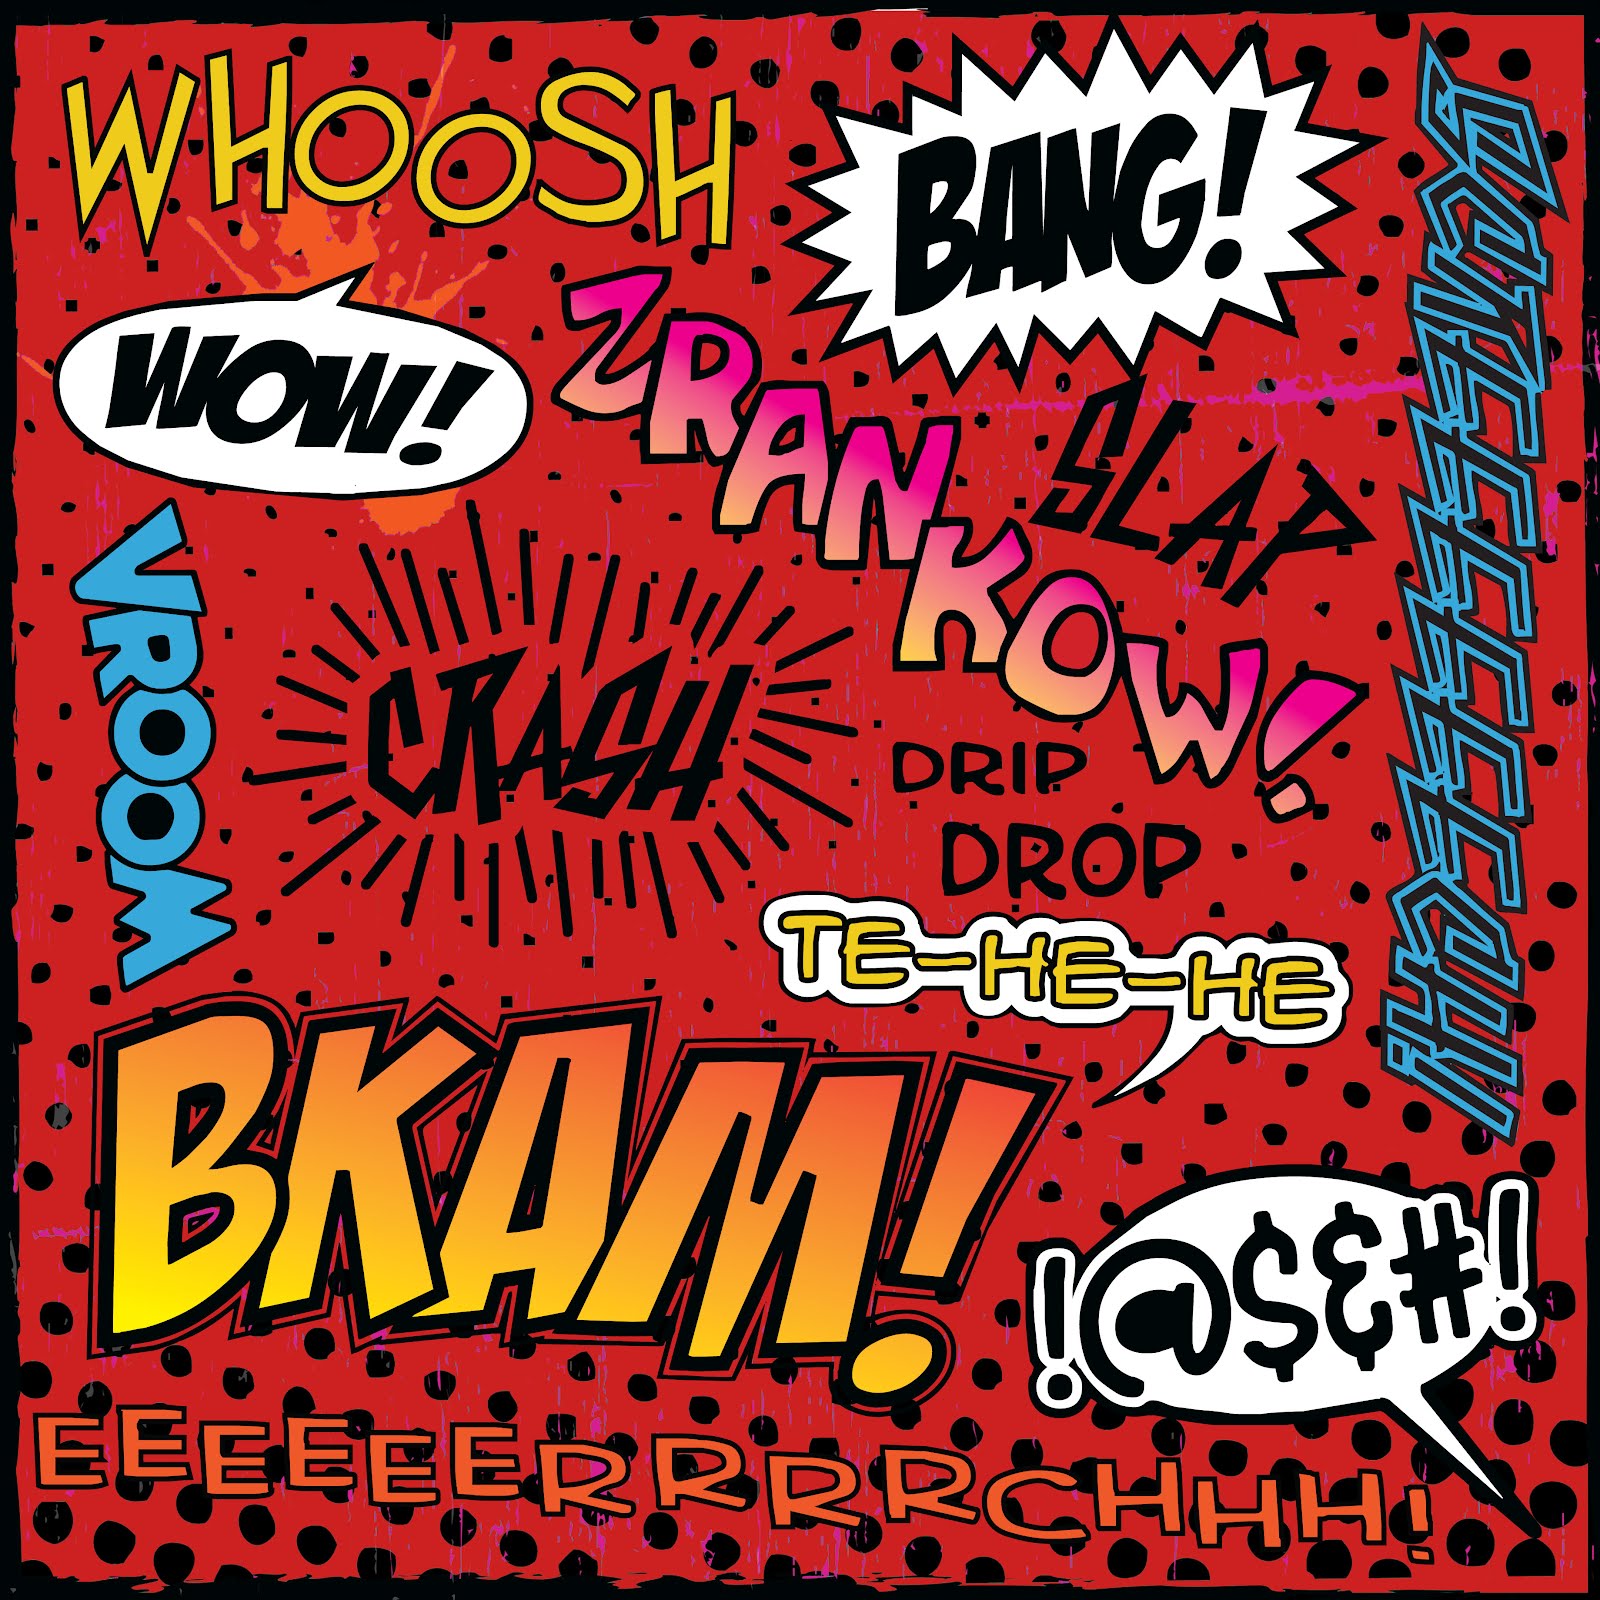 WHOOSH
BANG!
WOW!
ZRANKOW!
SLAP
VROOM
CRASH
DRIP
DROP
TE-HE-HE
BKAM!
!@$&#!
EEEEEERRRRCHHH!